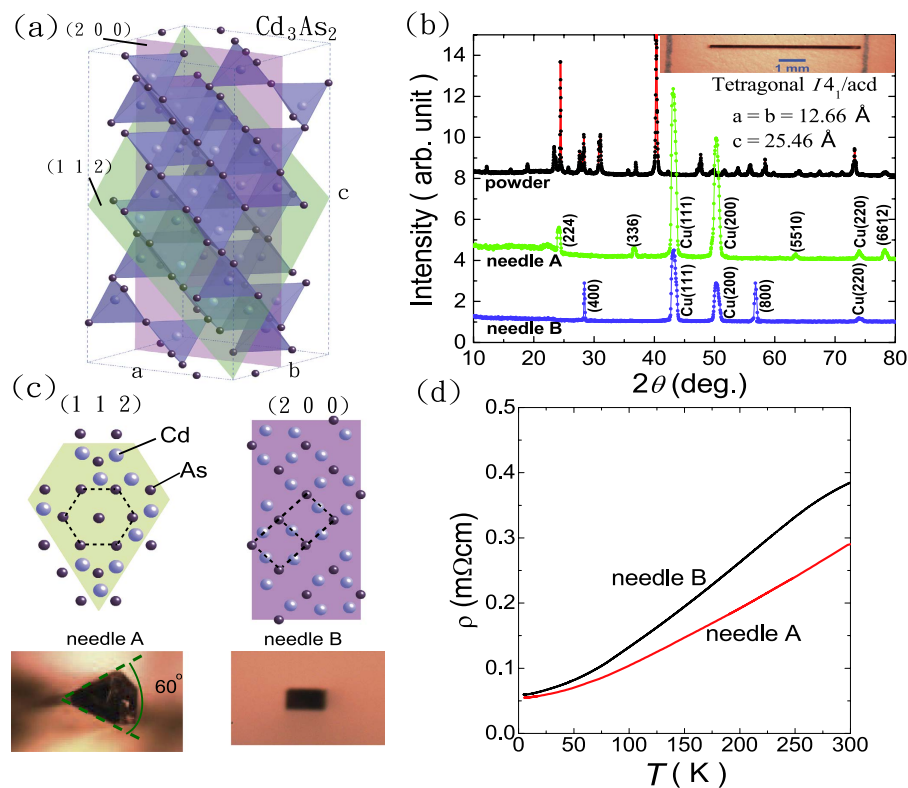 (a)
(2 0 0)
Cd3As2
(1 1 2)
c
a
b
(b)
1 mm
Tetragonal I41/acd
a = b = 12.66 Å
c = 25.46 Å
Intensity ( arb. unit)
15
14
12
10
8
6
4
2
0
powder
needle A
needle B
(224)
(336)
Cu(111)
Cu(200)
(5510)
Cu(220)
(6612)
(400)
Cu(111)
Cu(200)
(800)
Cu(220)
10 20 30 40 50 60 70 80
2θ (deg.)
(c)
(1 1 2)
(2 0 0)
Cd
As
needle A
needle B
60°
(d)
ρ (mΩcm)
0.5
0.4
0.3
0.2
0.1
0.0
needle B
needle A
0 50 100 150 200 250 300
T ( K )